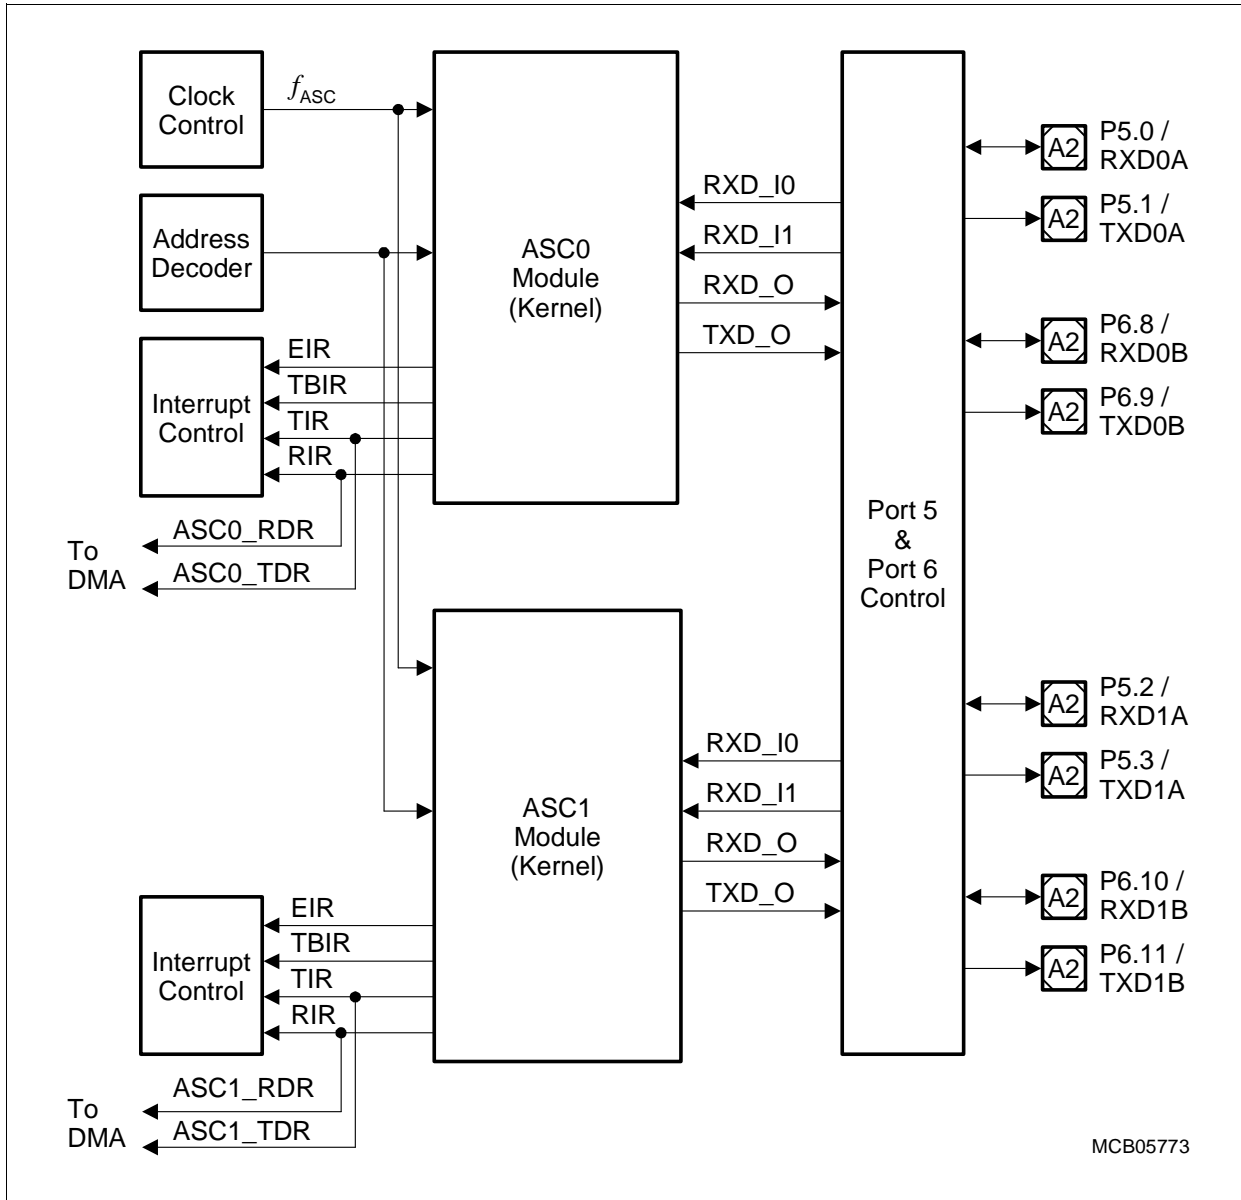 Clock
Control
fASC
Address
Decoder
Interrupt
Control
EIR
TBIR
TIR
RIR
To
DMA
ASC0_RDR
ASC0_TDR
ASC0
Module
(Kernel)
RXD_I0
RXD_I1
RXD_O
TXD_O
Port 5
&
Port 6
Control
A2
P5.0 /
RXD0A
A2
P5.1 /
TXD0A
A2
P6.8 /
RXD0B
A2
P6.9 /
TXD0B
ASC1
Module
(Kernel)
RXD_I0
RXD_I1
RXD_O
TXD_O
A2
P5.2 /
RXD1A
A2
P5.3 /
TXD1A
A2
P6.10 /
RXD1B
A2
P6.11 /
TXD1B
Interrupt
Control
EIR
TBIR
TIR
RIR
To
DMA
ASC1_RDR
ASC1_TDR
MCB05773